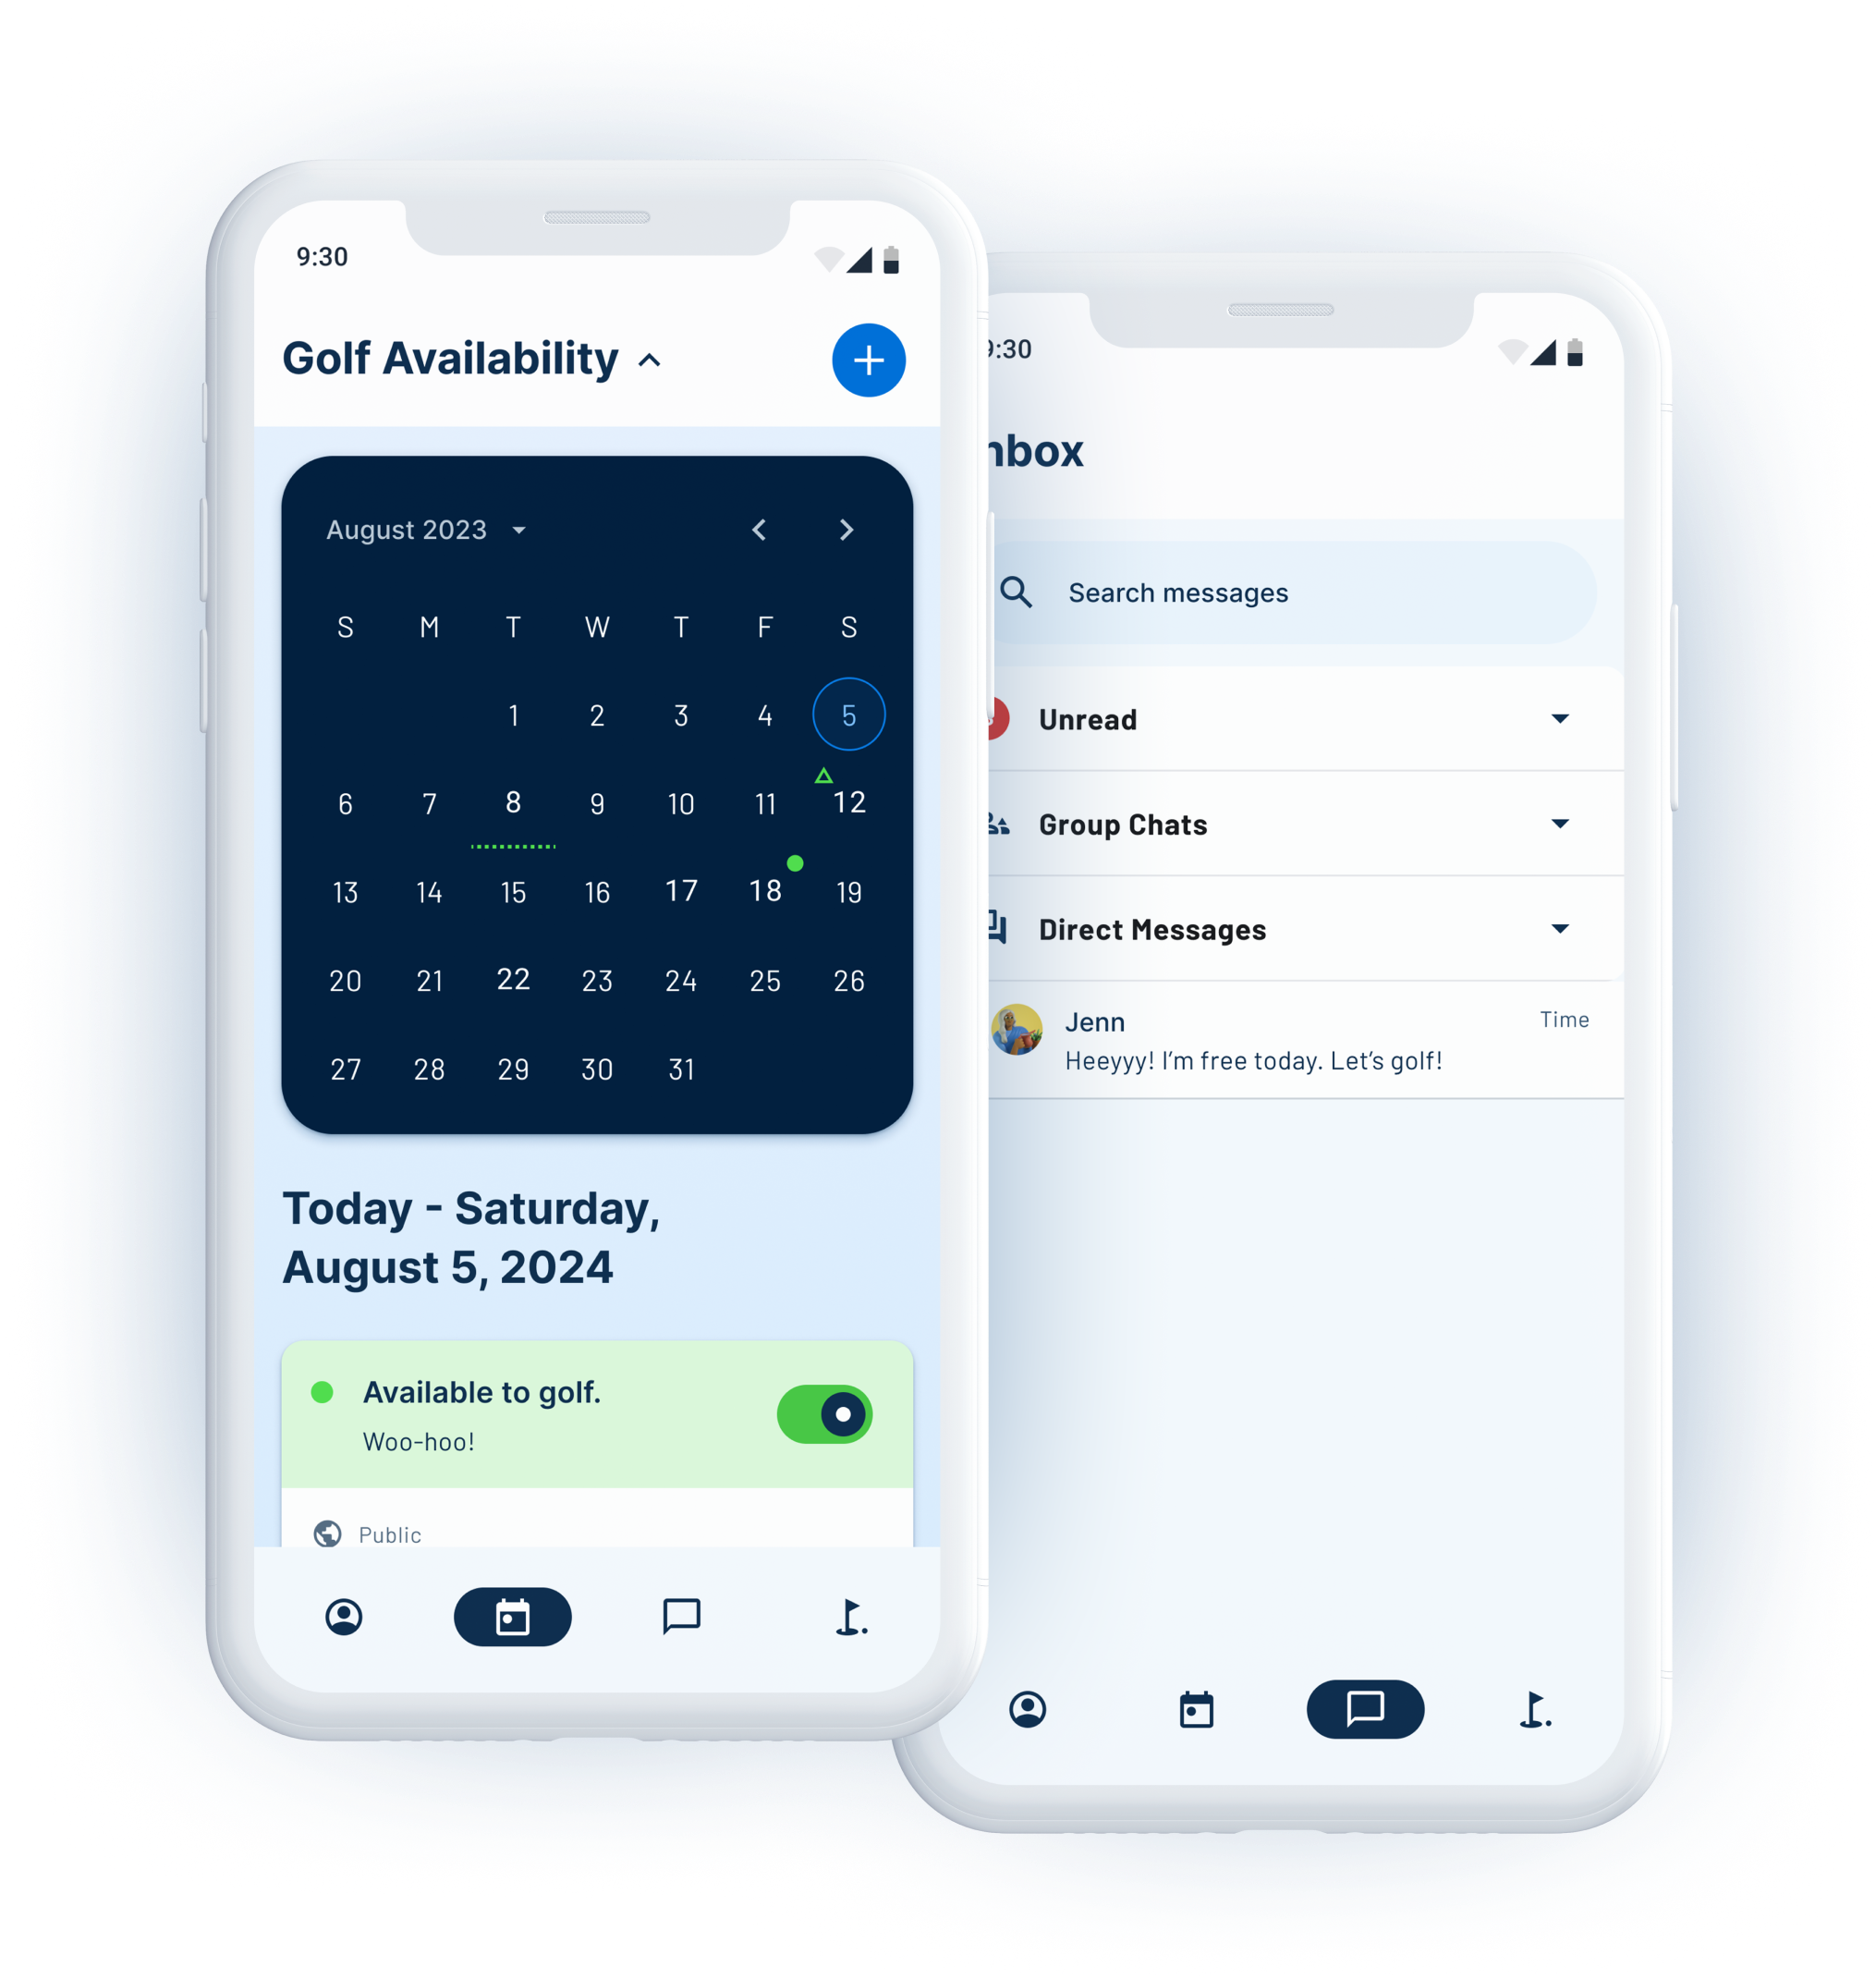 9:30
Golf Availability
August 2023
S M T W T F S
1 2 3 4 5
6 7 8 9 10 11 12
13 14 15 16 17 18 19
20 21 22 23 24 25 26
27 28 29 30 31
Today - Saturday,
August 5, 2024
Available to golf.
Woo-hoo!
Public
:30
nbox
Search messages
Unread
Group Chats
Direct Messages
Jenn
Time
Heeyyy! I’m free today. Let’s golf!